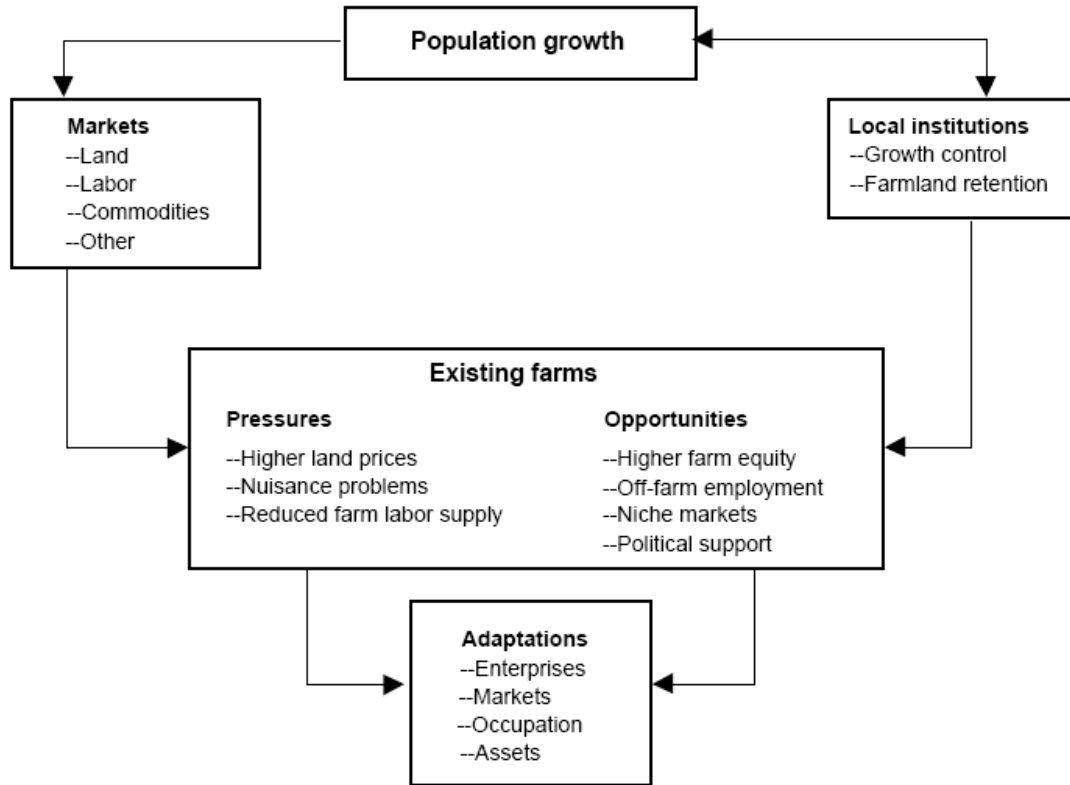 Population growth
Markets
--Land
--Labor
--Commodities
--Other
Local institutions
--Growth control
--Farmland retention
Existing farms
Pressures
--Higher land prices
--Nuisance problems
--Reduced farm labor supply
Opportunities
--Higher farm equity
--Off-farm employment
--Niche markets
--Political support
Adaptations
--Enterprises
--Markets
--Occupation
--Assets